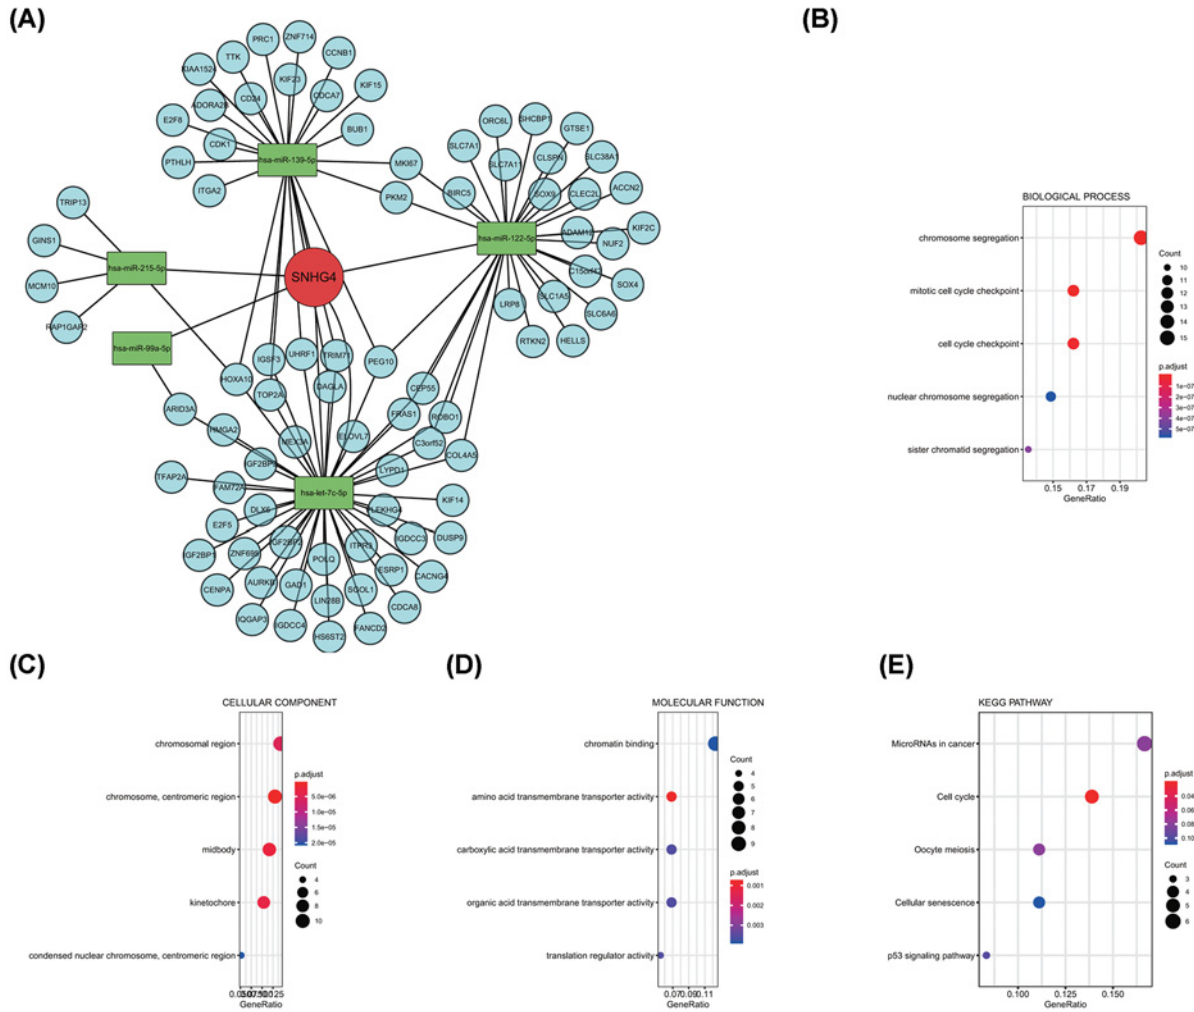 (A)
ZNF714
PRC1
CCNB1
TTK
KIAA1524
KIF23
KIF15
CD24
CDCA7
E2F8
BUB1
CDK1
hsa-miR-139-5p
PTHLH
ITGA2
MKI67
PKM2
ORC6L
SHCBP1
GTSE1
SLC7A1
CLSPN
SLC38A1
SLC7A11
BIRC5
SOX9
CLEC2L
ACCN2
ADAM12
KIF2C
hsa-miR-122-5p
NUF2
SOX4
SLC1A5
LRP8
SLC6A6
RTKN2
HELLS
TRIP13
GINS1
hsa-miR-215-5p
SNHG4
MCM10
RAP1GAP2
hsa-miR-99a-5p
IGSF3
UHRF1
TRIM71
PEG10
HOXA10
TOP2A
DAGLA
CEP55
ARID3A
FRAS1
ROBO1
HMGA2
MEX3A
ELOVL7
C3orf52
COL4A5
LYPD1
TFAP2A
FAM72A
hsa-let-7c-5p
KIF14
DLX6
PLEKHG4
E2F5
IGDCC3
DUSP9
IGF2BP1
IGF2BP2
ITPR3
POLQ
ESRP1
CACNG4
CENPA
AURKB
GAD1
SGOL1
LIN28B
CDCA8
IQGAP3
IGDCC4
HS6ST2
FANCD2
(B)
BIOLOGICAL PROCESS
chromosome segregation
mitotic cell cycle checkpoint
cell cycle checkpoint
nuclear chromosome segregation
sister chromatid segregation
0.15 0.17 0.19
GeneRatio
Count
10
11
12
13
14
15
p.adjust
1e-07
2e-07
3e-07
4e-07
5e-07
(C)
CELLULAR COMPONENT
chromosomal region
chromosome, centromeric region
midbody
kinetochore
condensed nuclear chromosome, centromeric region
GeneRatio
p.adjust
5.0e-06
1.0e-05
1.5e-05
2.0e-05
Count
4
6
8
10
(D)
MOLECULAR FUNCTION
chromatin binding
amino acid transmembrane transporter activity
carboxylic acid transmembrane transporter activity
organic acid transmembrane transporter activity
translation regulator activity
0.07 0.09 0.11
GeneRatio
Count
4
5
6
7
8
9
p.adjust
0.001
0.002
0.003
(E)
KEGG PATHWAY
MicroRNAs in cancer
Cell cycle
Oocyte meiosis
Cellular senescence
p53 signaling pathway
0.100 0.125 0.150
GeneRatio
p.adjust
0.04
0.06
0.08
0.10
Count
3
4
5
6